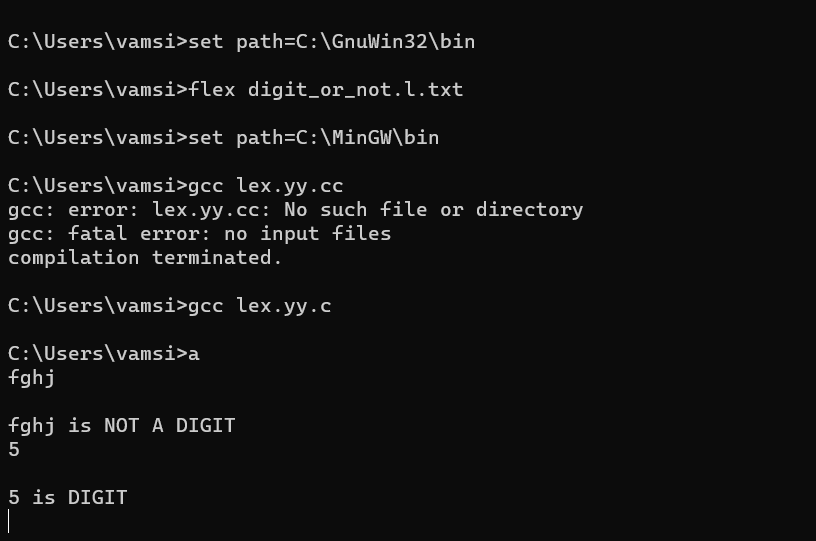 C:\Users\vamsi>set path=C:\GnuWin32\bin
C:\Users\vamsi>flex digit_or_not.l.txt
C:\Users\vamsi>set path=C:\MinGW\bin
C:\Users\vamsi>gcc lex.yy.cc
gcc: error: lex.yy.cc: No such file or directory
gcc: fatal error: no input files
compilation terminated.
C:\Users\vamsi>gcc lex.yy.c
C:\Users\vamsi>a
fghj
fghj is NOT A DIGIT
5
5 is DIGIT